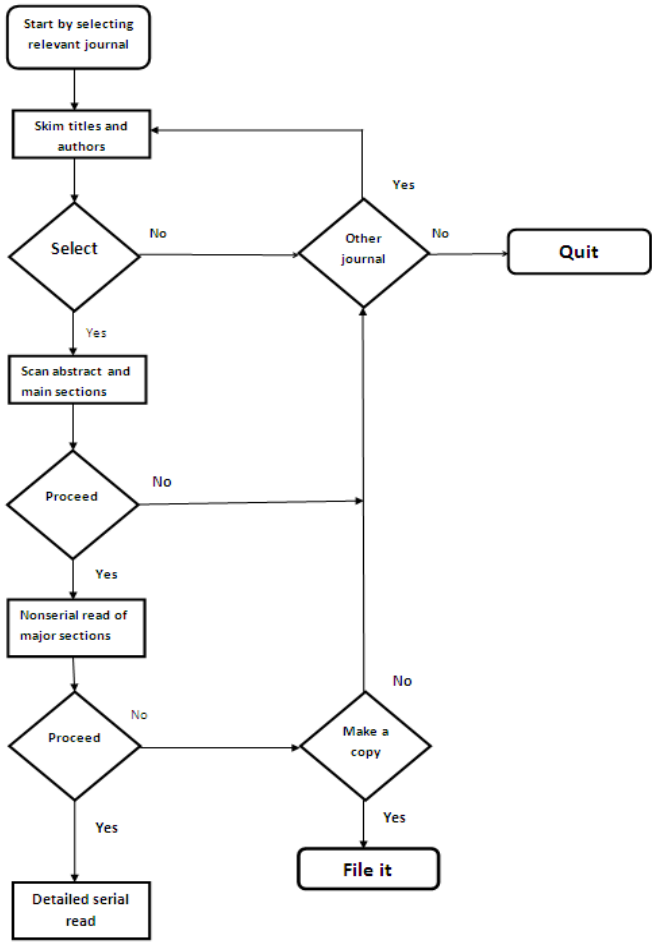 Start by selecting
relevant journal
Skim titles and
authors
Yes
Select
No
Other
journal
No
Quit
Yes
Scan abstract and
main sections
Proceed
No
Yes
Nonserial read of
major sections
Proceed
No
No
Make a
copy
Yes
Yes
File it
Detailed serial
read